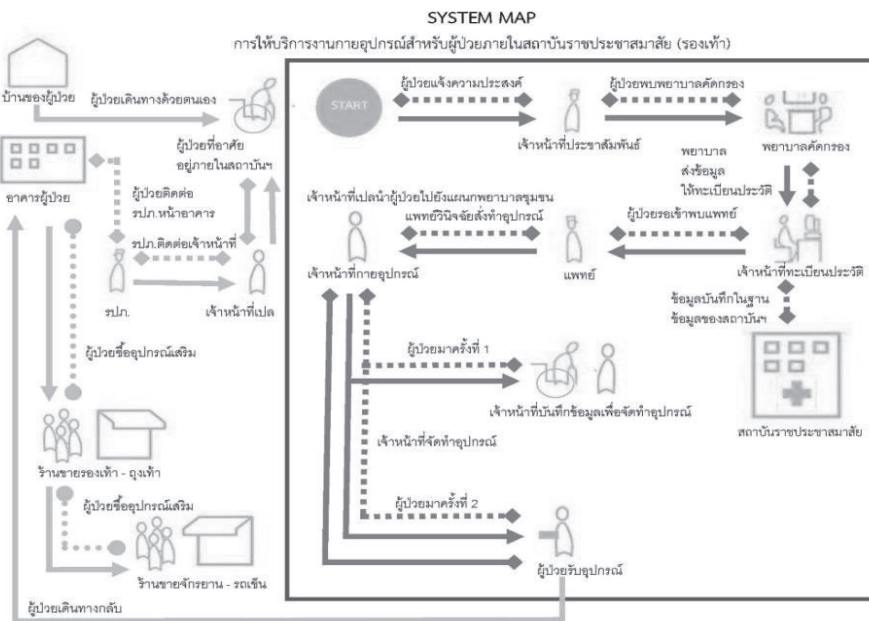 SYSTEM MAP
การให้บริการงานกายอุปกรณ์สำหรับผู้ป่วยภายในสถาบันราชประชาสมาสัย (รองเท้า)
บ้านของผู้ป่วย
ผู้ป่วยเดินทางด้วยตนเอง
ผู้ป่วยที่อาศัย
อยู่ภายในสถาบันฯ
อาคารผู้ป่วย
ผู้ป่วยติดต่อ
รปภ.หน้าอาคาร
รปภ.ติดต่อเจ้าหน้าที่
รปภ.
เจ้าหน้าที่เปล
ผู้ป่วยซื้ออุปกรณ์เสริม
ร้านขายรองเท้า - ถุงเท้า
ผู้ป่วยซื้ออุปกรณ์เสริม
ร้านขายจักรยาน - รถเข็น
ผู้ป่วยเดินทางกลับ
START
ผู้ป่วยแจ้งความประสงค์
เจ้าหน้าที่ประชาสัมพันธ์
ผู้ป่วยพบพยาบาลคัดกรอง
พยาบาลคัดกรอง
พยาบาล
ส่งข้อมูล
ให้ทะเบียนประวัติ
เจ้าหน้าที่เปลนำผู้ป่วยไปยังแผนกพยาบาลชุมชน
แพทย์วินิจฉัยสั่งทำอุปกรณ์
ผู้ป่วยรอเข้าพบแพทย์
เจ้าหน้าที่กายอุปกรณ์
แพทย์
เจ้าหน้าที่ทะเบียนประวัติ
ข้อมูลบันทึกในฐาน
ข้อมูลของสถาบันฯ
สถาบันราชประชาสมาสัย
ผู้ป่วยมาครั้งที่ 1
เจ้าหน้าที่บันทึกข้อมูลเพื่อจัดทำอุปกรณ์
เจ้าหน้าที่จัดทำอุปกรณ์
ผู้ป่วยมาครั้งที่ 2
ผู้ป่วยรับอุปกรณ์